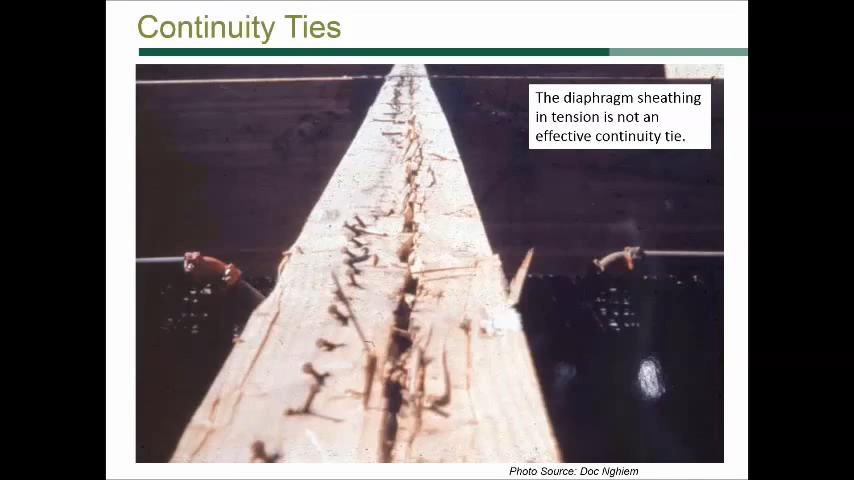 Continuity Ties
The diaphragm sheathing
in tension is not an
effective continuity tie.
Photo Source: Doc Nghiem